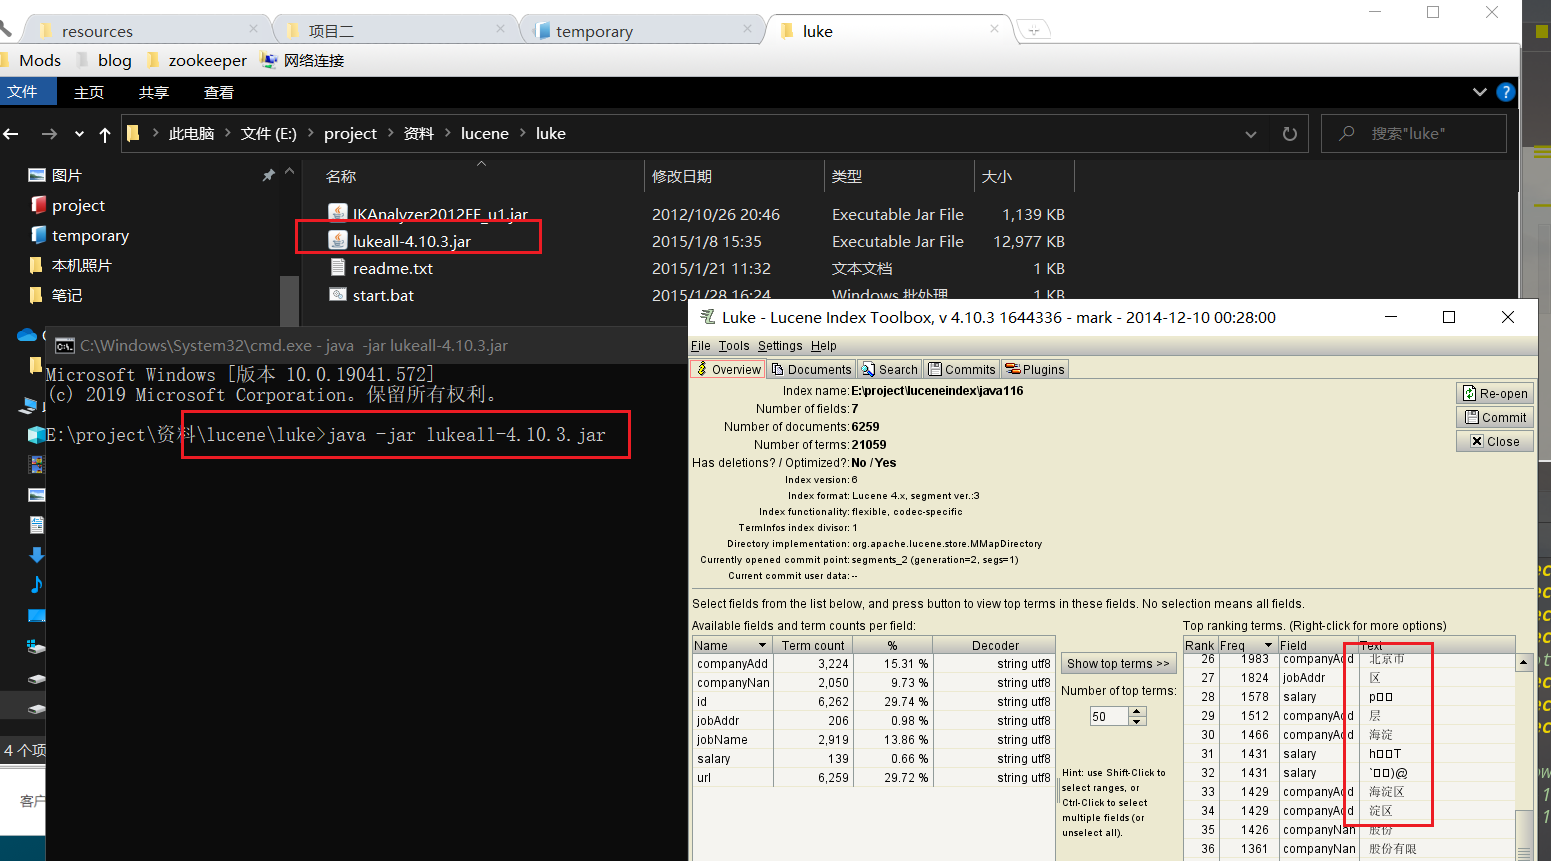 resources
项目二
temporary
luke
Mods
blog
zookeeper
网络连接
文件
主页
共享
查看
此电脑 > 文件 (E:) > project > 资料 > lucene > luke
搜索"luke"
图片
project
temporary
本机照片
笔记
名称 修改日期 类型 大小
IKAnalyzer2012FF_u1.jar 2012/10/26 20:46 Executable Jar File 1,139 KB
lukeall-4.10.3.jar 2015/1/8 15:35 Executable Jar File 12,977 KB
readme.txt 2015/1/21 11:32 文本文档 1 KB
start.bat 2015/1/28 16:24 Windows 批处理 1 KB
4 个项
客户
C:\Windows\System32\cmd.exe - java -jar lukeall-4.10.3.jar
Microsoft Windows [版本 10.0.19041.572]
(c) 2019 Microsoft Corporation。保留所有权利。
E:\project\资料\lucene\luke>java -jar lukeall-4.10.3.jar
Luke - Lucene Index Toolbox, v 4.10.3 1644336 - mark - 2014-12-10 00:28:00
File Tools Settings Help
Overview Documents Search Commits Plugins
Index name: E:\project\luceneindex\java116
Number of fields: 7
Number of documents: 6259
Number of terms: 21059
Has deletions? / Optimized?: No / Yes
Index version: 6
Index format: Lucene 4.x, segment ver.:3
Index functionality: flexible, codec-specific
TermInfos index divisor: 1
Directory implementation: org.apache.lucene.store.MMapDirectory
Currently opened commit point: segments_2 (generation=2, segs=1)
Current commit user data: --
Re-open
Commit
Close
Select fields from the list below, and press button to view top terms in these fields. No selection means all fields.
Available fields and term counts per field:
Name Term count % Decoder
companyAdd 3,224 15.31 % string utf8
companyNan 2,050 9.73 % string utf8
id 6,262 29.74 % string utf8
jobAddr 206 0.98 % string utf8
jobName 2,919 13.86 % string utf8
salary 139 0.66 % string utf8
url 6,259 29.72 % string utf8
Show top terms >>
Number of top terms:
50
Hint: use Shift-Click to
select ranges, or
Ctrl-Click to select
multiple fields (or
unselect all).
Top ranking terms. (Right-click for more options)
Rank Freq Field Text
26 1983 companyAdd 北京市
27 1824 jobAddr 区
28 1578 salary p□□
29 1512 companyAdd 层
30 1466 companyAdd 海淀
31 1431 salary h□□T
32 1431 salary `□□)@
33 1429 companyAdd 海淀区
34 1429 companyAdd 淀区
35 1426 companyNan 股份
36 1361 companyNan 股份有限